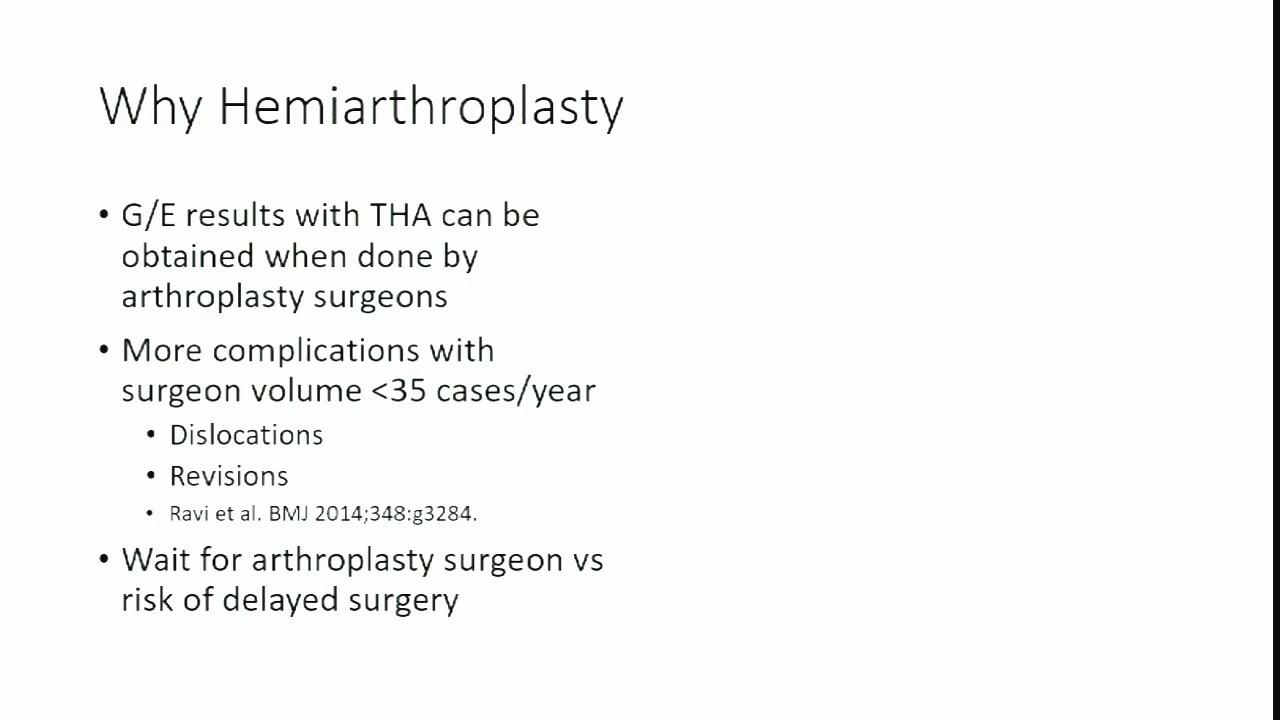 Why Hemiarthroplasty
• G/E results with THA can be
obtained when done by
arthroplasty surgeons
• More complications with
surgeon volume <35 cases/year
• Dislocations
• Revisions
• Ravi et al. BMJ 2014;348:g3284.
• Wait for arthroplasty surgeon vs
risk of delayed surgery